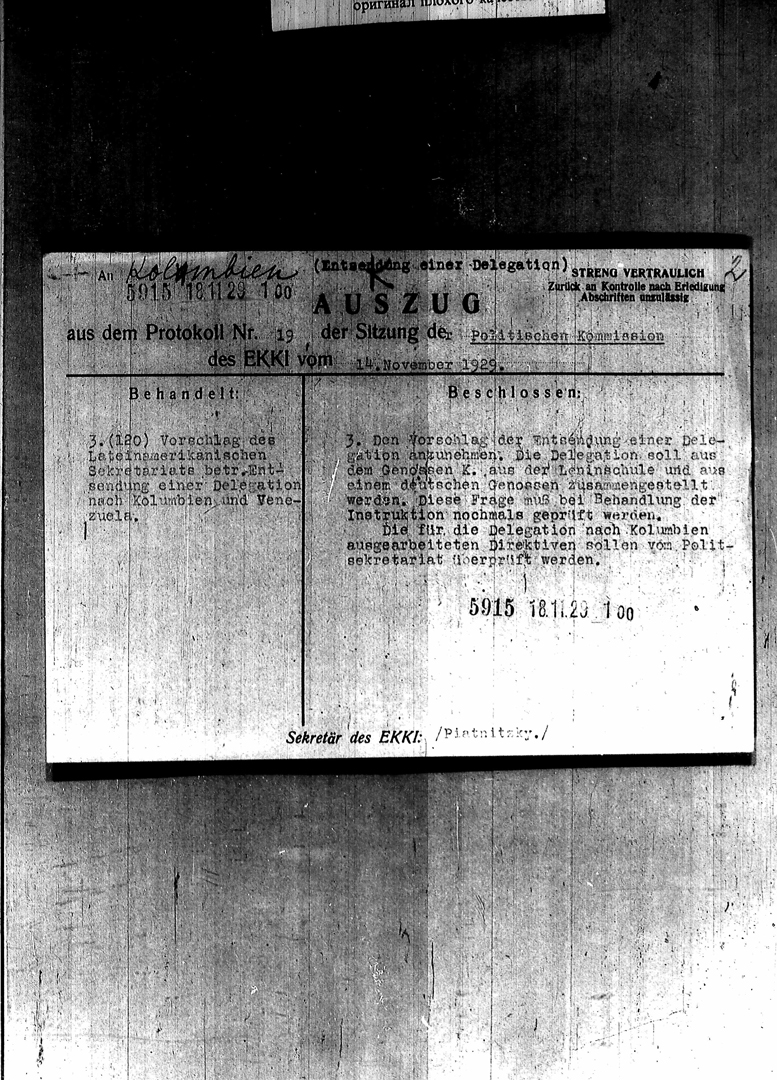 оригинал плохого
An Kolumbien
(Entsendung einer Delegation)
STRENG VERTRAULICH
Zurück an Kontrolle nach Erledigung
Abschriften unzulässig
2
5915 18.11.29 1 00
AUSZUG
aus dem Protokoll Nr. 19 der Sitzung der Politischen Kommission
des EKKI vom 14.November 1929.
Behandelt:
3.(120) Vorschlag des
Lateinamerikanischen
Sekretariats betr.Ent-
sendung einer Delegation
nach Kolumbien und Vene-
zuela.
Beschlossen:
3. Den Vorschlag der Entsendung einer Dele-
gation anzunehmen. Die Delegation soll aus
dem Genossen K. aus der Leninschule und aus
einem deutschen Genossen zusammengestellt
werden. Diese Frage muß bei Behandlung der
Instruktion nochmals geprüft werden.
Die für die Delegation nach Kolumbien
ausgearbeiteten Direktiven sollen vom Polit-
sekretariat überprüft werden.
5915 18.11.29 1 00
Sekretär des EKKI: /Piatnitzky./